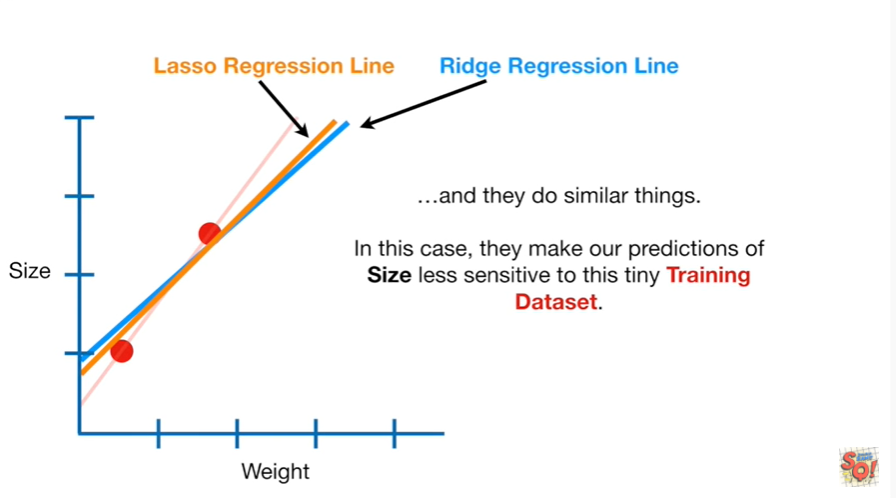 Lasso Regression Line
Ridge Regression Line
…and they do similar things.
In this case, they make our predictions of
Size less sensitive to this tiny Training
Dataset.
Size
Weight
SQ!